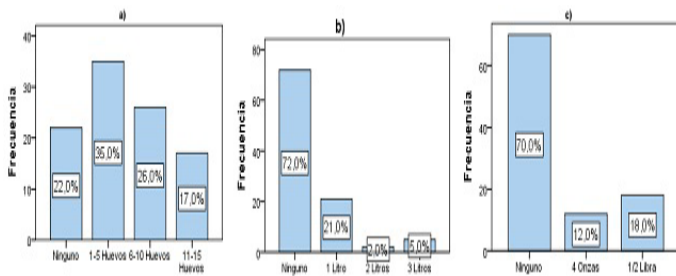 a)
Frecuencia
40
30
20
10
0
22,0%
35,0%
26,0%
17,0%
Ninguno
1-5 Huevos
6-10 Huevos
11-15 Huevos
b)
Frecuencia
80
60
40
20
0
72,0%
21,0%
2,0%
5,0%
Ninguno
1 Litro
2 Litros
3 Litros
c)
Frecuencia
60
40
20
0
70,0%
12,0%
18,0%
Ninguno
4 Onzas
1/2 Libra